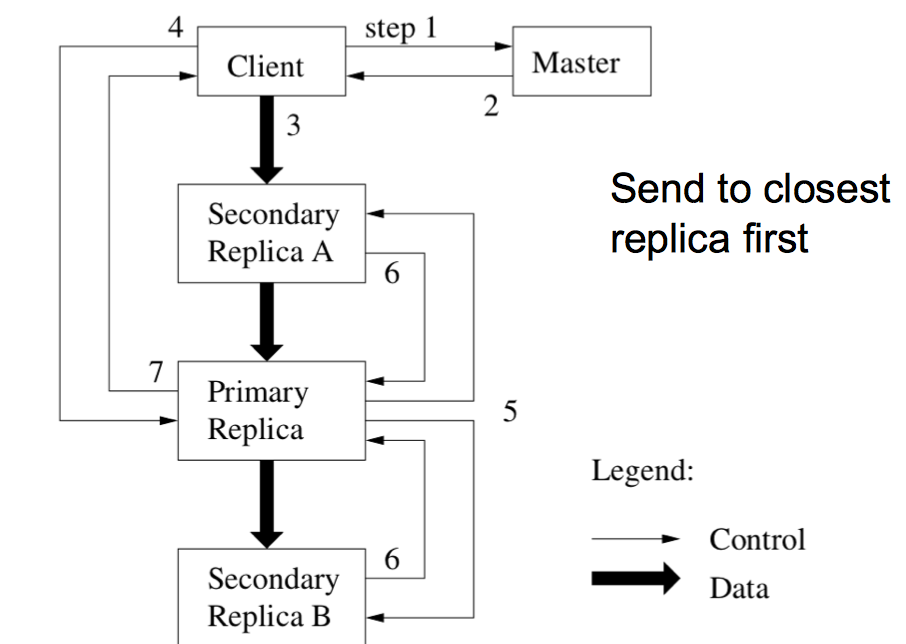 4
step 1
Client
Master
2
3
Send to closest
replica first
Secondary
Replica A
6
7
Primary
Replica
5
Legend:
Control
6
Secondary
Replica B
Data